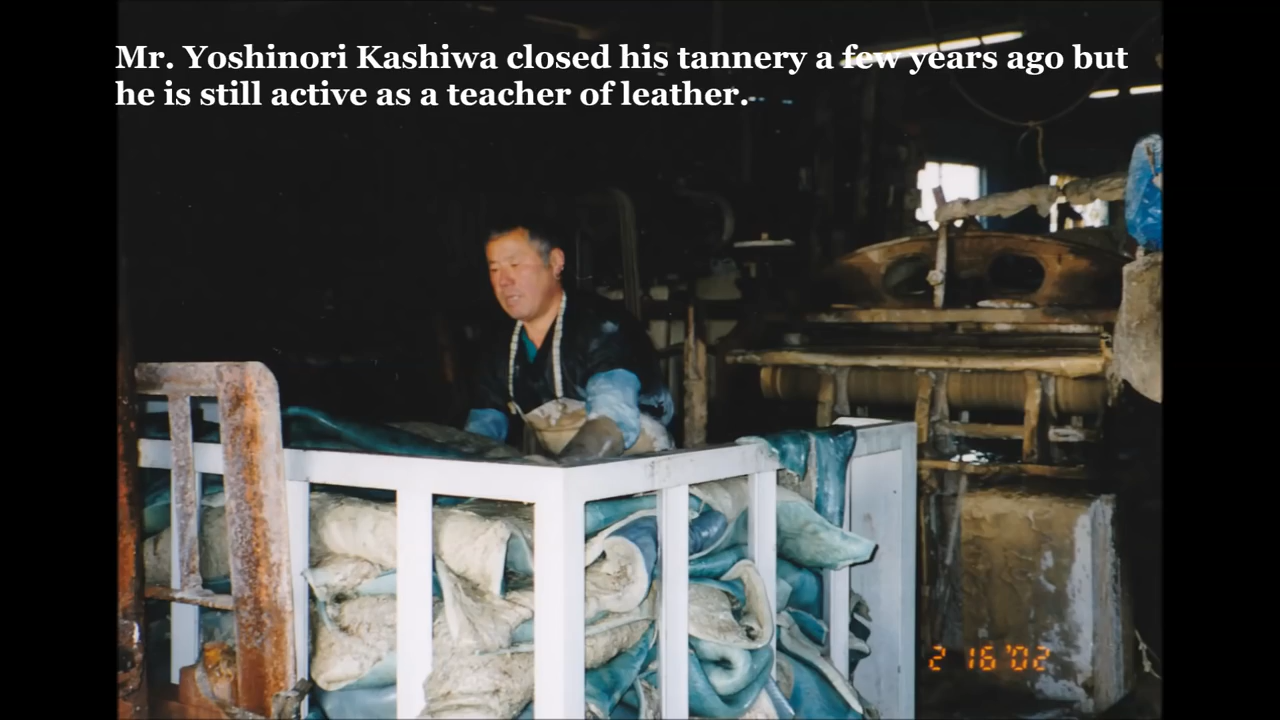 Mr. Yoshinori Kashiwa closed his tannery a few years ago but
he is still active as a teacher of leather.
2 16 '02